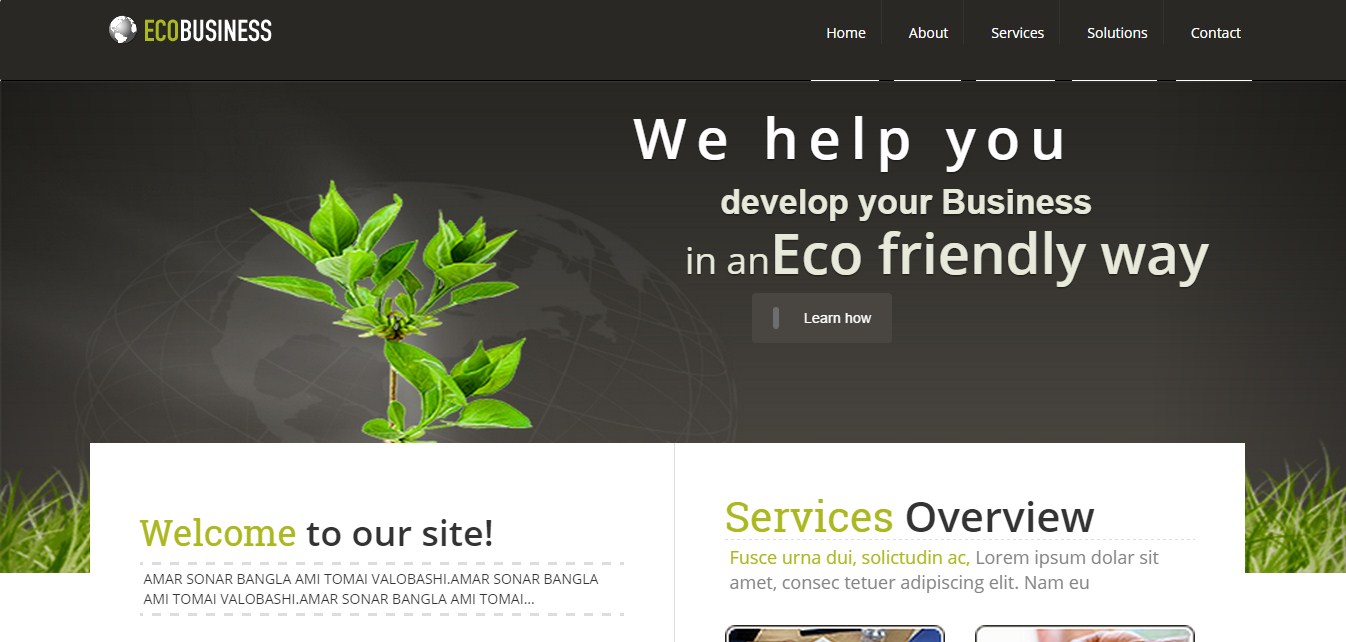 ECOBUSINESS
Home About Services Solutions Contact
We help you
develop your Business
in an Eco friendly way
Learn how
Welcome to our site!
AMAR SONAR BANGLA AMI TOMAI VALOBASHI.AMAR SONAR BANGLA
AMI TOMAI VALOBASHI.AMAR SONAR BANGLA AMI TOMAI...
Services Overview
Fusce urna dui, solictudin ac, Lorem ipsum dolar sit
amet, consec tetuer adipiscing elit. Nam eu